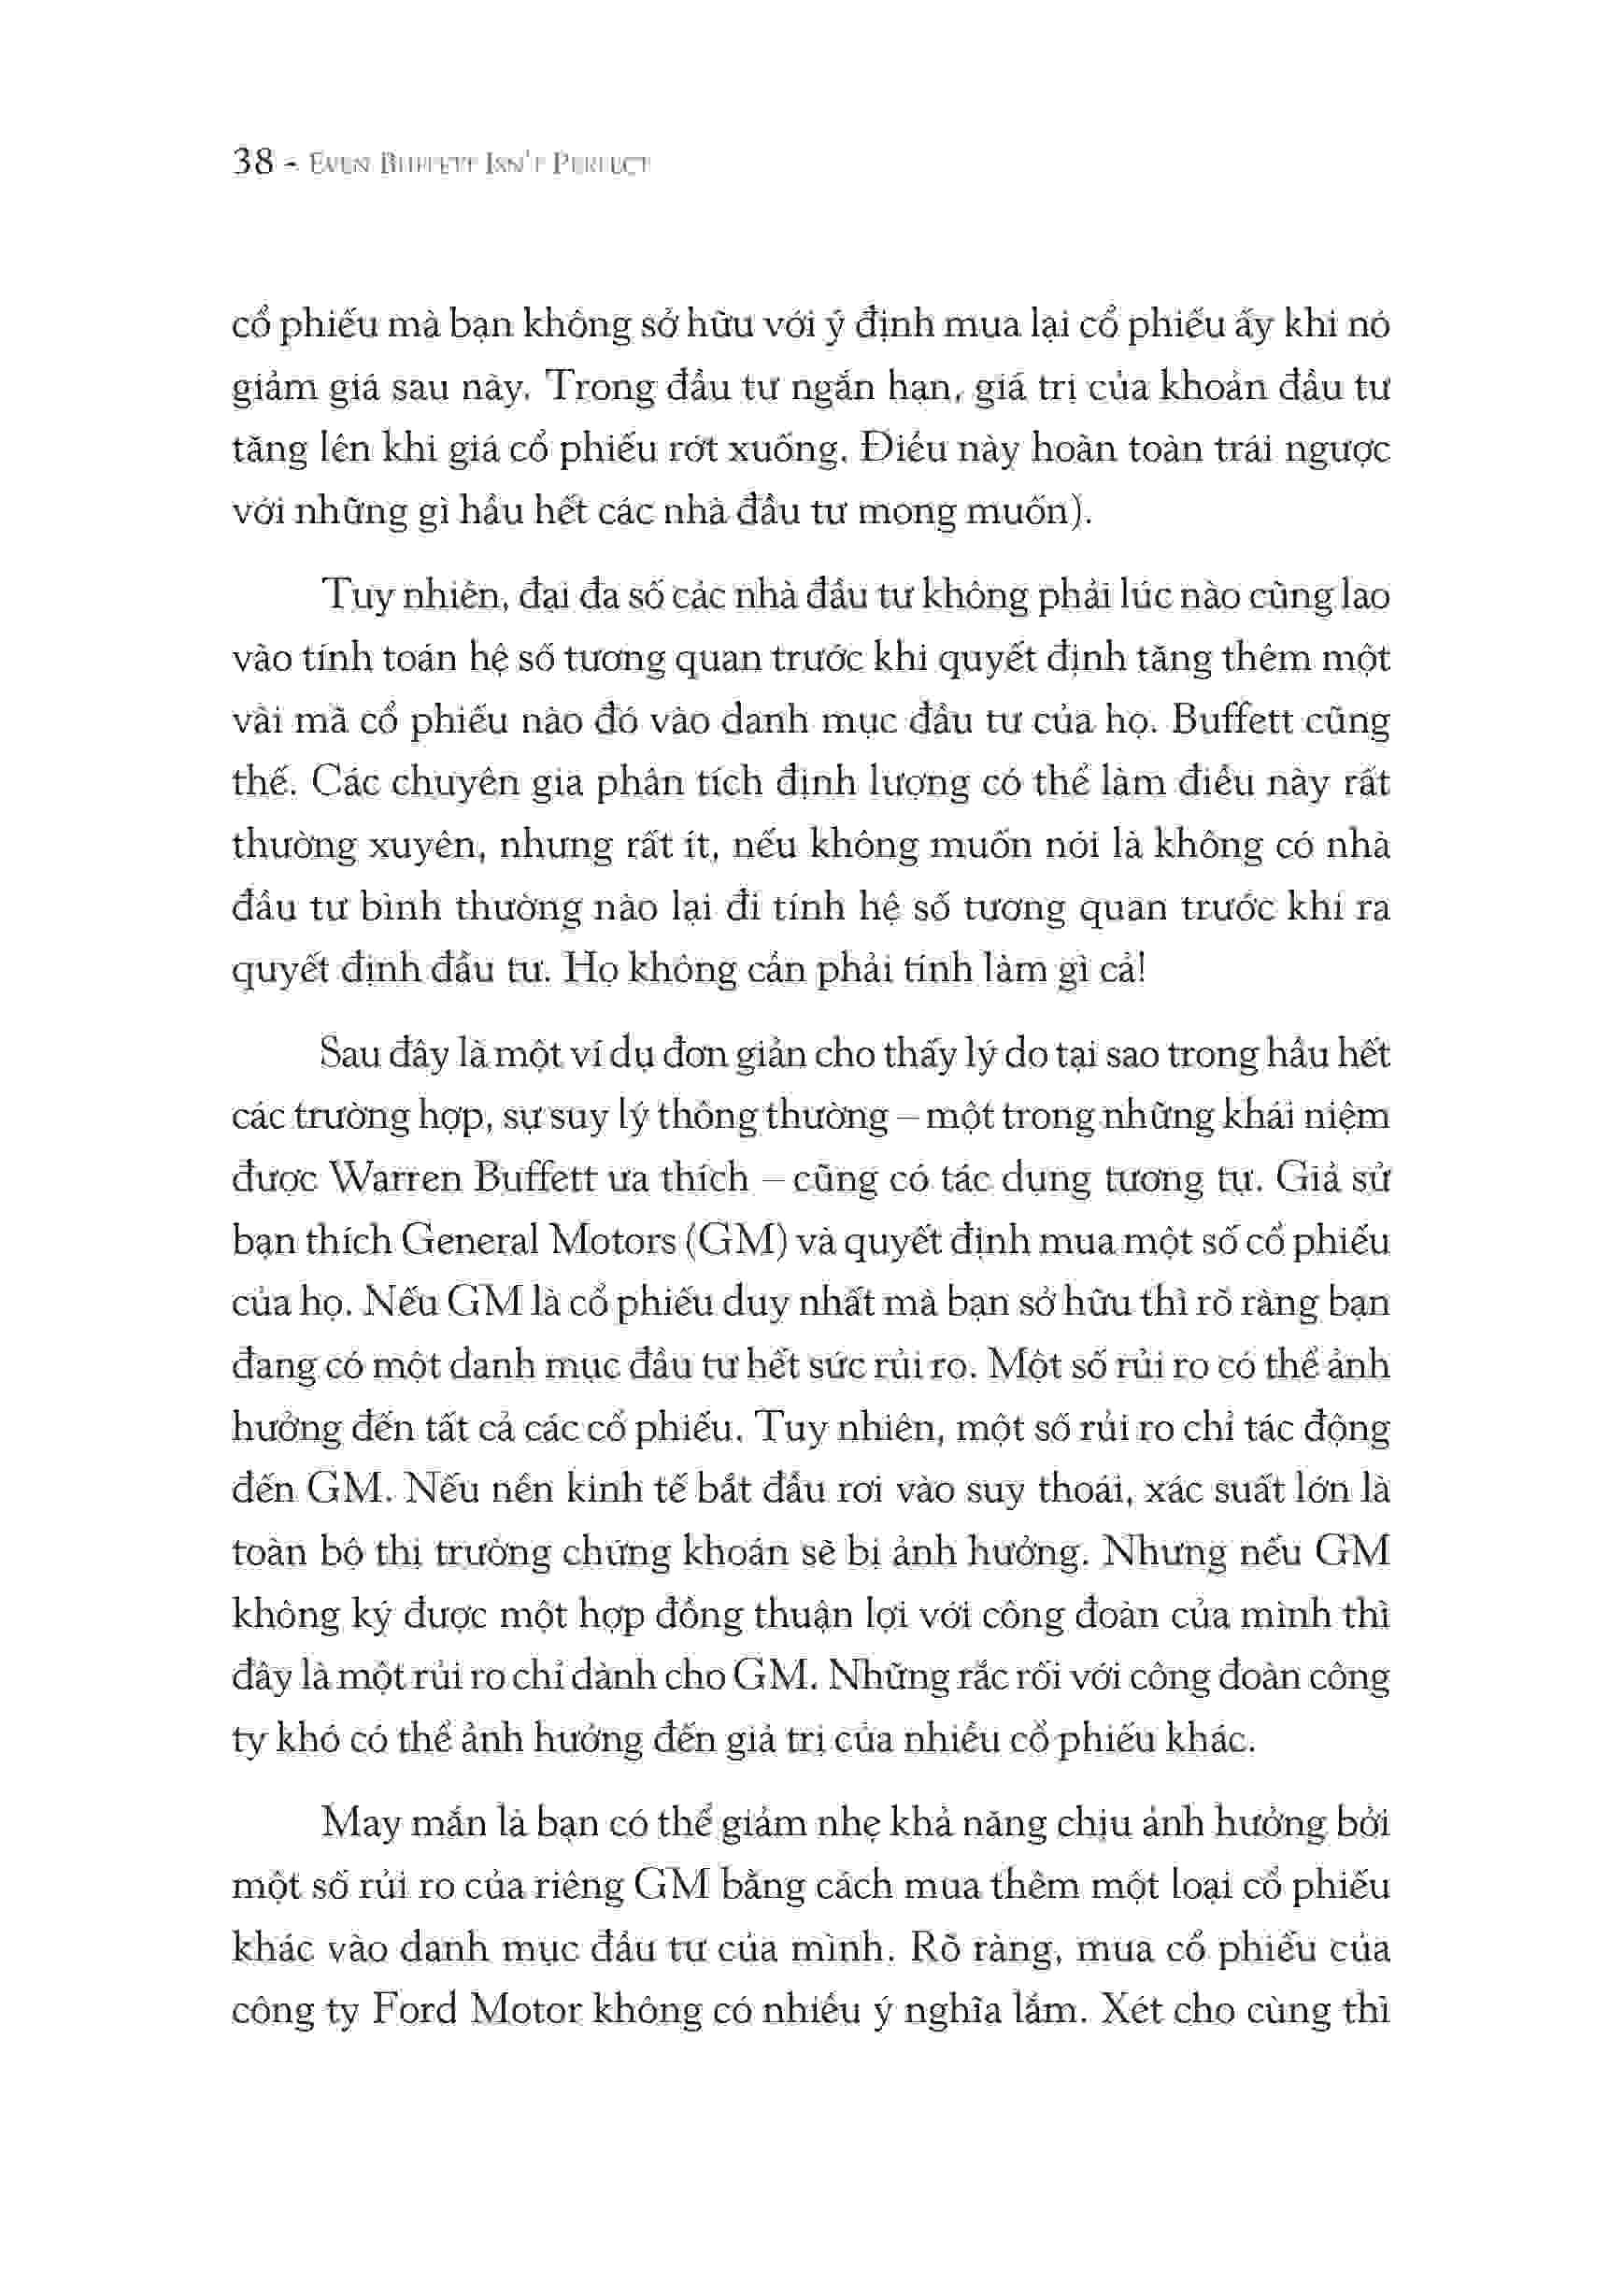 38 - Even Buffett Isn't Perfect
cổ phiếu mà bạn không sở hữu với ý định mua lại cổ phiếu ấy khi nó
giảm giá sau này. Trong đầu tư ngắn hạn, giá trị của khoản đầu tư
tăng lên khi giá cổ phiếu rớt xuống. Điều này hoàn toàn trái ngược
với những gì hầu hết các nhà đầu tư mong muốn).
Tuy nhiên, đại đa số các nhà đầu tư không phải lúc nào cũng lao
vào tính toán hệ số tương quan trước khi quyết định tăng thêm một
vài mã cổ phiếu nào đó vào danh mục đầu tư của họ. Buffett cũng
thế. Các chuyên gia phân tích định lượng có thể làm điều này rất
thường xuyên, nhưng rất ít, nếu không muốn nói là không có nhà
đầu tư bình thường nào lại đi tính hệ số tương quan trước khi ra
quyết định đầu tư. Họ không cần phải tính làm gì cả!
Sau đây là một ví dụ đơn giản cho thấy lý do tại sao trong hầu hết
các trường hợp, sự suy lý thông thường – một trong những khái niệm
được Warren Buffett ưa thích – cũng có tác dụng tương tự. Giả sử
bạn thích General Motors (GM) và quyết định mua một số cổ phiếu
của họ. Nếu GM là cổ phiếu duy nhất mà bạn sở hữu thì rõ ràng bạn
đang có một danh mục đầu tư hết sức rủi ro. Một số rủi ro có thể ảnh
hưởng đến tất cả các cổ phiếu. Tuy nhiên, một số rủi ro chỉ tác động
đến GM. Nếu nền kinh tế bắt đầu rơi vào suy thoái, xác suất lớn là
toàn bộ thị trường chứng khoán sẽ bị ảnh hưởng. Nhưng nếu GM
không ký được một hợp đồng thuận lợi với công đoàn của mình thì
đây là một rủi ro chỉ dành cho GM. Những rắc rối với công đoàn công
ty khó có thể ảnh hưởng đến giá trị của nhiều cổ phiếu khác.
May mắn là bạn có thể giảm nhẹ khả năng chịu ảnh hưởng bởi
một số rủi ro của riêng GM bằng cách mua thêm một loại cổ phiếu
khác vào danh mục đầu tư của mình. Rõ ràng, mua cổ phiếu của
công ty Ford Motor không có nhiều ý nghĩa lắm. Xét cho cùng thì